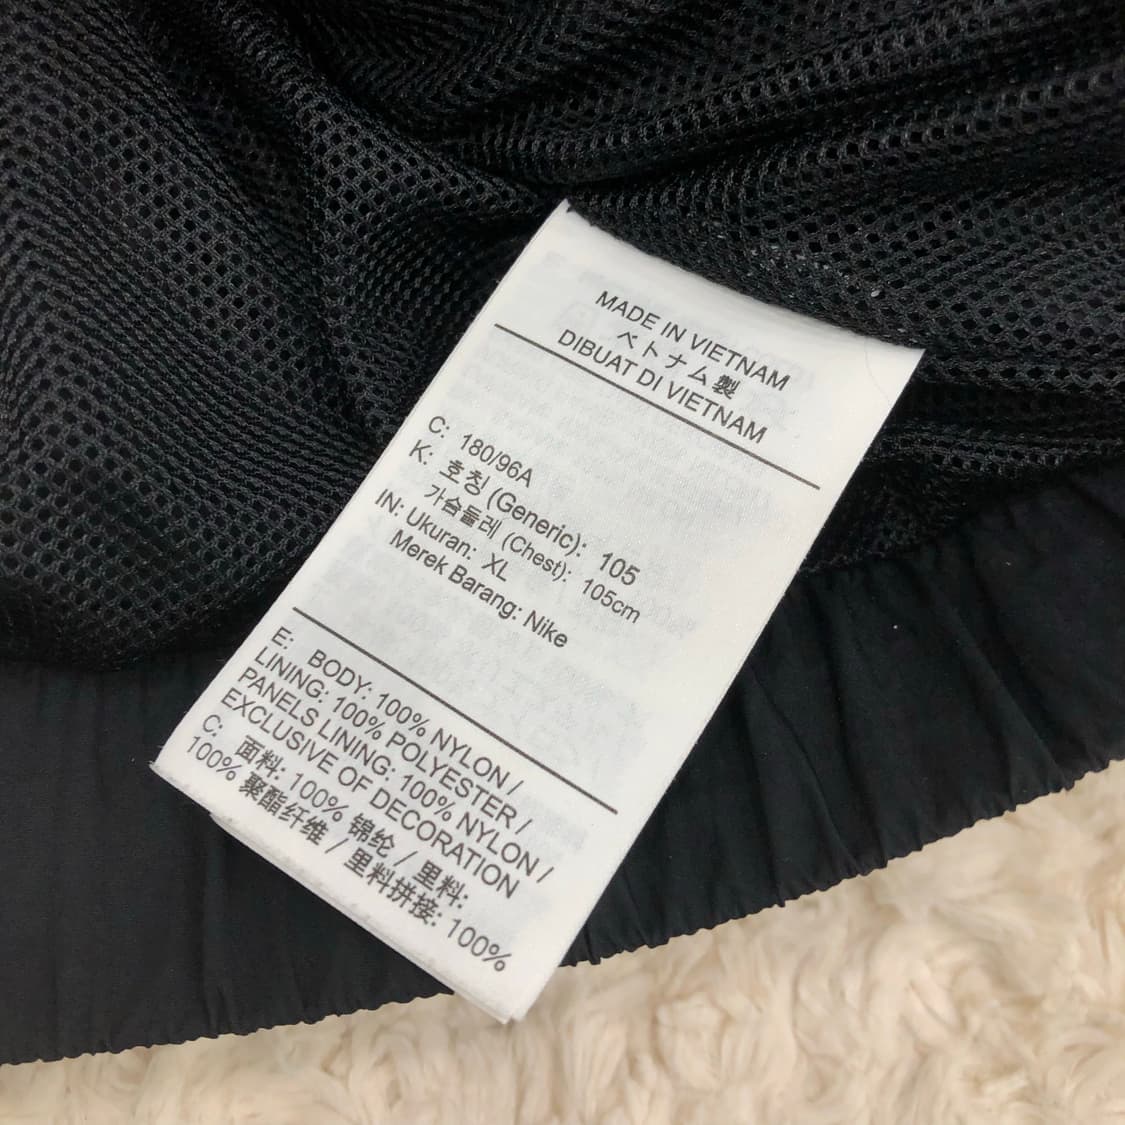 MADE IN VIETNAM
ベトナム製
DIBUAT DI VIETNAM
C: 180/96A
K: 호칭 (Generic): 105
가슴둘레 (Chest): 105cm
IN: Ukuran: XL
Merek Barang: Nike
E: BODY: 100% NYLON /
LINING: 100% POLYESTER /
PANELS LINING: 100% NYLON /
EXCLUSIVE OF DECORATION
C: 面料: 100% 锦纶 / 里料:
100% 聚酯纤维 / 里料拼接: 100%